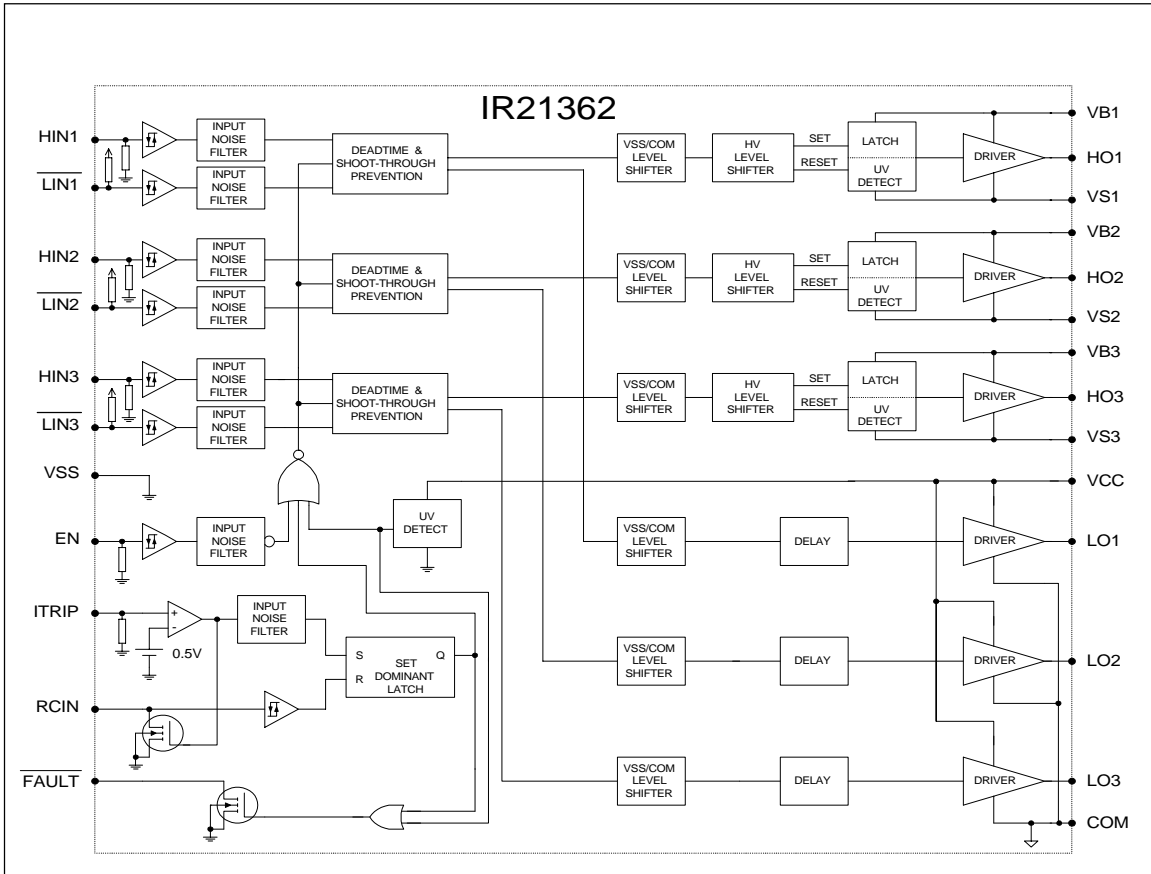 IR21362
HIN1
LIN1
INPUT
NOISE
FILTER
INPUT
NOISE
FILTER
DEADTIME &
SHOOT-THROUGH
PREVENTION
VSS/COM
LEVEL
SHIFTER
HV
LEVEL
SHIFTER
SET
RESET
LATCH
UV
DETECT
DRIVER
VB1
HO1
VS1
HIN2
LIN2
INPUT
NOISE
FILTER
INPUT
NOISE
FILTER
DEADTIME &
SHOOT-THROUGH
PREVENTION
VSS/COM
LEVEL
SHIFTER
HV
LEVEL
SHIFTER
SET
RESET
LATCH
UV
DETECT
DRIVER
VB2
HO2
VS2
HIN3
LIN3
INPUT
NOISE
FILTER
INPUT
NOISE
FILTER
DEADTIME &
SHOOT-THROUGH
PREVENTION
VSS/COM
LEVEL
SHIFTER
HV
LEVEL
SHIFTER
SET
RESET
LATCH
UV
DETECT
DRIVER
VB3
HO3
VS3
VSS
VCC
EN
INPUT
NOISE
FILTER
UV
DETECT
VSS/COM
LEVEL
SHIFTER
DELAY
DRIVER
LO1
ITRIP
+
-
0.5V
INPUT
NOISE
FILTER
S
R
Q
SET
DOMINANT
LATCH
VSS/COM
LEVEL
SHIFTER
DELAY
DRIVER
LO2
RCIN
FAULT
VSS/COM
LEVEL
SHIFTER
DELAY
DRIVER
LO3
COM